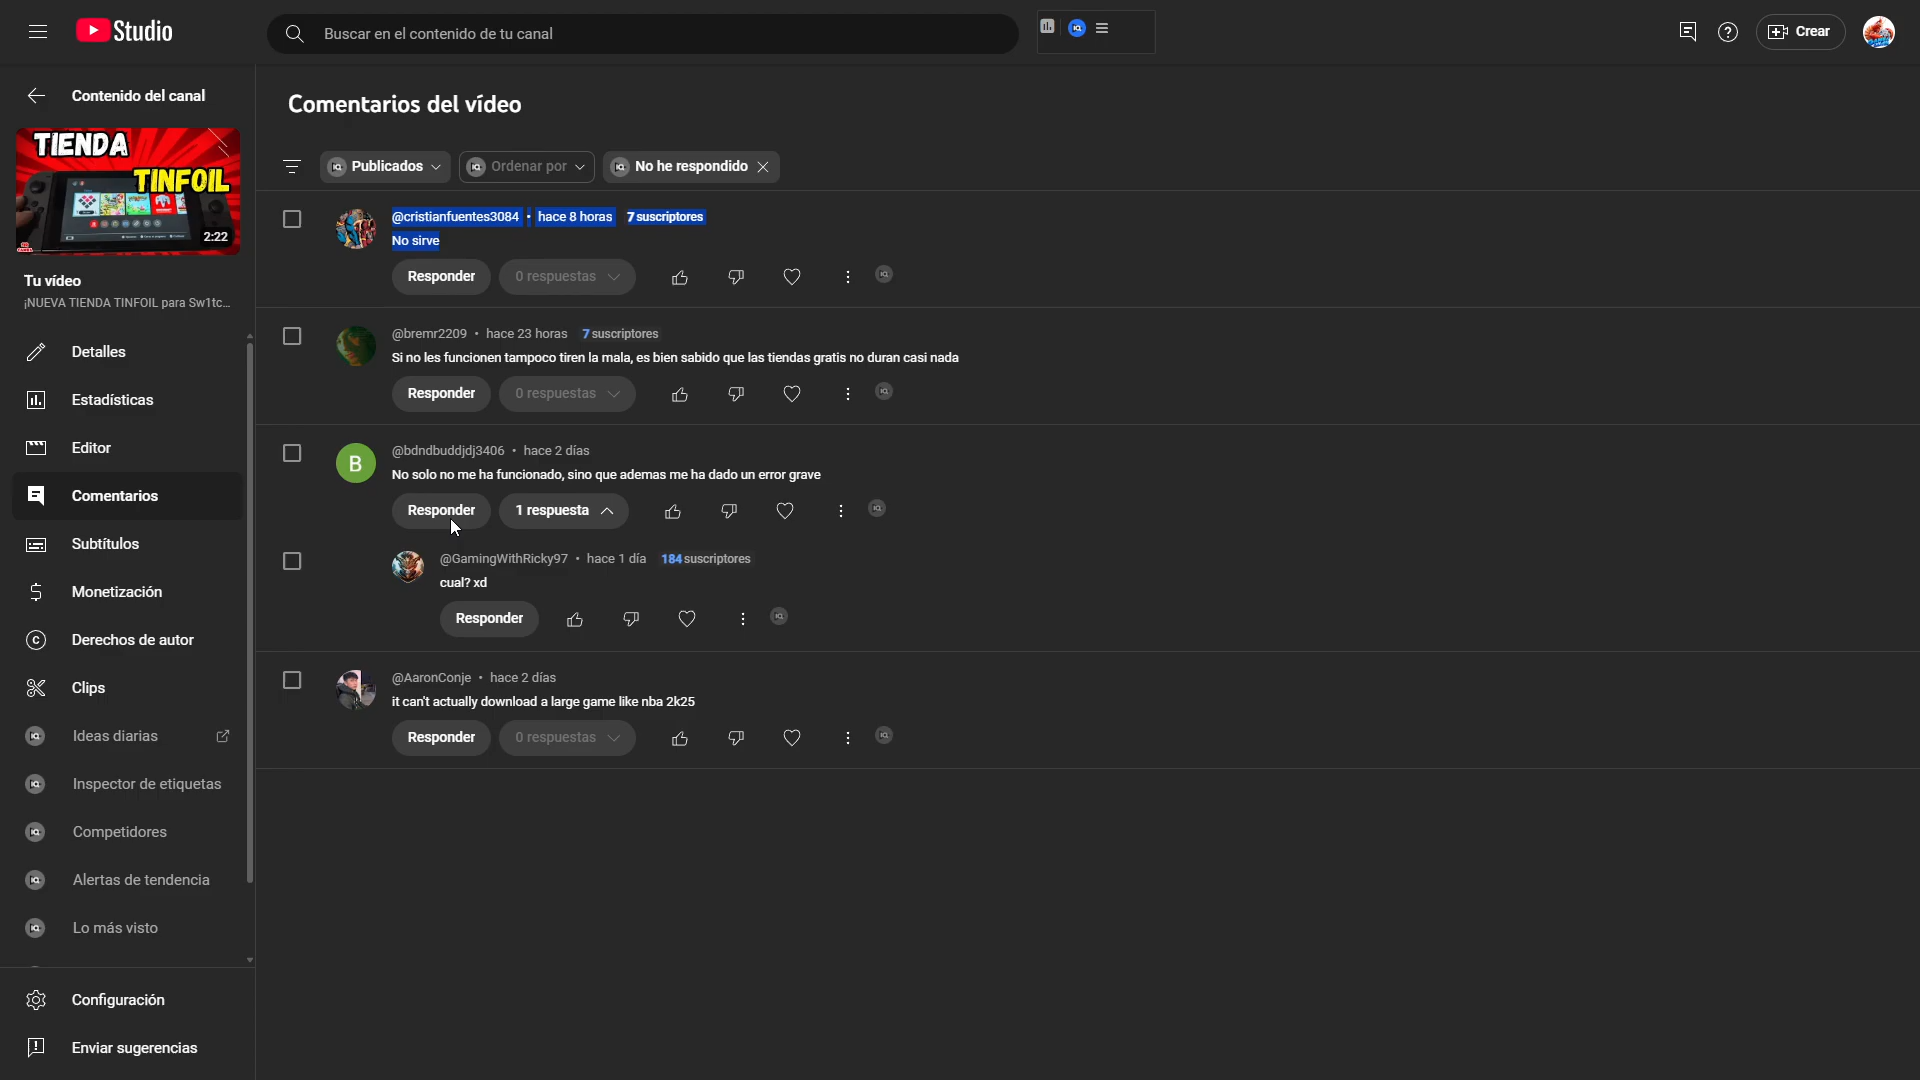 Studio
Buscar en el contenido de tu canal
Crear
Contenido del canal
TIENDA
TINFOIL
2:22
Tu vídeo
¡NUEVA TIENDA TINFOIL para Sw1tc...
Detalles
Estadísticas
Editor
Comentarios
Subtítulos
Monetización
Derechos de autor
Clips
Ideas diarias
Inspector de etiquetas
Competidores
Alertas de tendencia
Lo más visto
Configuración
Enviar sugerencias
Comentarios del vídeo
Publicados Ordenar por No he respondido
@cristianfuentes3084 • hace 8 horas 7 suscriptores
No sirve
Responder 0 respuestas
@bremr2209 • hace 23 horas 7 suscriptores
Si no les funcionen tampoco tiren la mala, es bien sabido que las tiendas gratis no duran casi nada
Responder 0 respuestas
B
@bdndbuddjdj3406 • hace 2 días
No solo no me ha funcionado, sino que ademas me ha dado un error grave
Responder 1 respuesta
@GamingWithRicky97 • hace 1 día 184 suscriptores
cual? xd
Responder
@AaronConje • hace 2 días
it can't actually download a large game like nba 2k25
Responder 0 respuestas